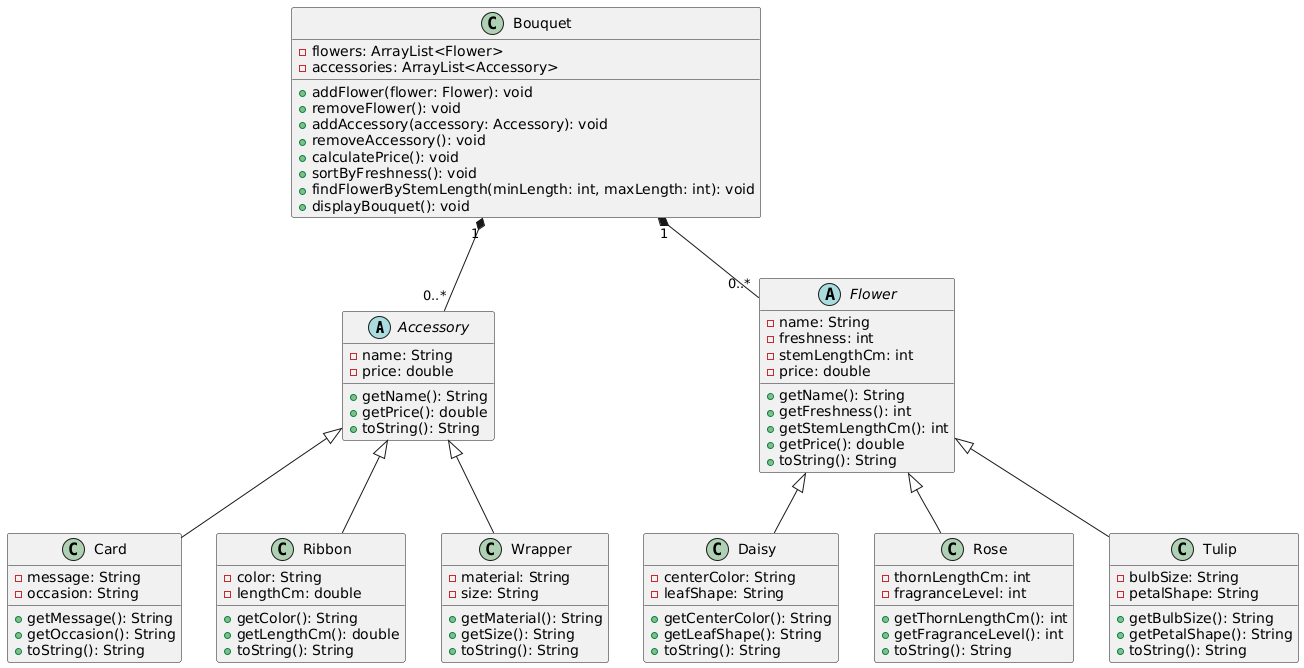 C Bouquet
flowers: ArrayList<Flower>
accessories: ArrayList<Accessory>
addFlower(flower: Flower): void
removeFlower(): void
addAccessory(accessory: Accessory): void
removeAccessory(): void
calculatePrice(): void
sortByFreshness(): void
findFlowerByStemLength(minLength: int, maxLength: int): void
displayBouquet(): void
1
1
0..*
0..*
A Accessory
name: String
price: double
getName(): String
getPrice(): double
toString(): String
A Flower
name: String
freshness: int
stemLengthCm: int
price: double
getName(): String
getFreshness(): int
getStemLengthCm(): int
getPrice(): double
toString(): String
C Card
message: String
occasion: String
getMessage(): String
getOccasion(): String
toString(): String
C Ribbon
color: String
lengthCm: double
getColor(): String
getLengthCm(): double
toString(): String
C Wrapper
material: String
size: String
getMaterial(): String
getSize(): String
toString(): String
C Daisy
centerColor: String
leafShape: String
getCenterColor(): String
getLeafShape(): String
toString(): String
C Rose
thornLengthCm: int
fragranceLevel: int
getThornLengthCm(): int
getFragranceLevel(): int
toString(): String
C Tulip
bulbSize: String
petalShape: String
getBulbSize(): String
getPetalShape(): String
toString(): String